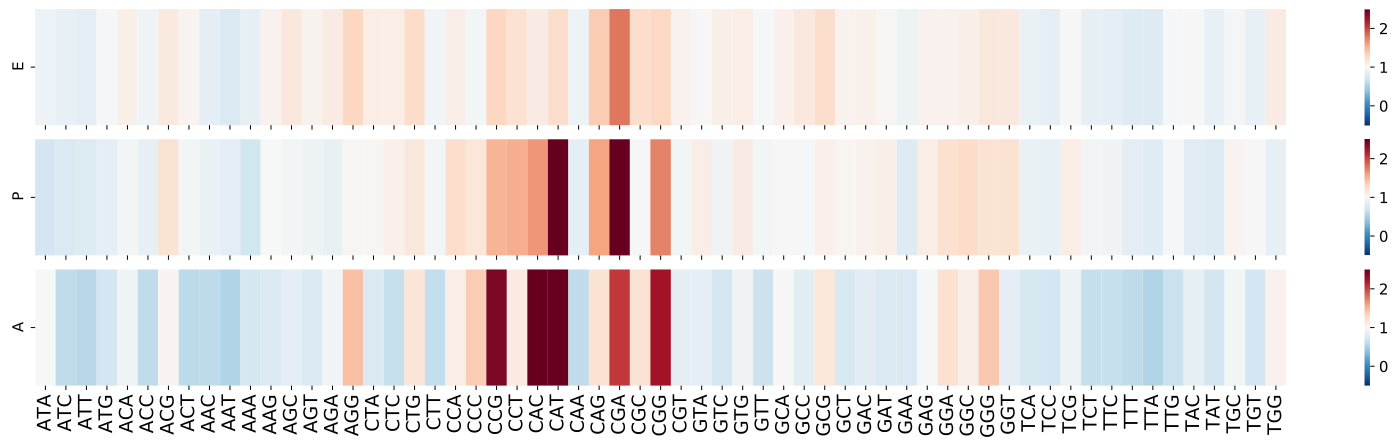 E
2
1
0
P
2
1
0
A
2
1
0
ATA ATC ATT ATG ACA ACC ACG ACT AAC AAT AAA AAG AGC AGT AGA AGG CTA CTC CTG CTT CCA CCC CCG CCT CAC CAT CAA CAG CGA CGC CGG CGT GTA GTC GTG GTT GCA GCC GCG GCT GAC GAT GAA GAG GGA GGC GGG GGT TCA TCC TCG TCT TTC TTT TTA TTG TAC TAT TGC TGT TGG